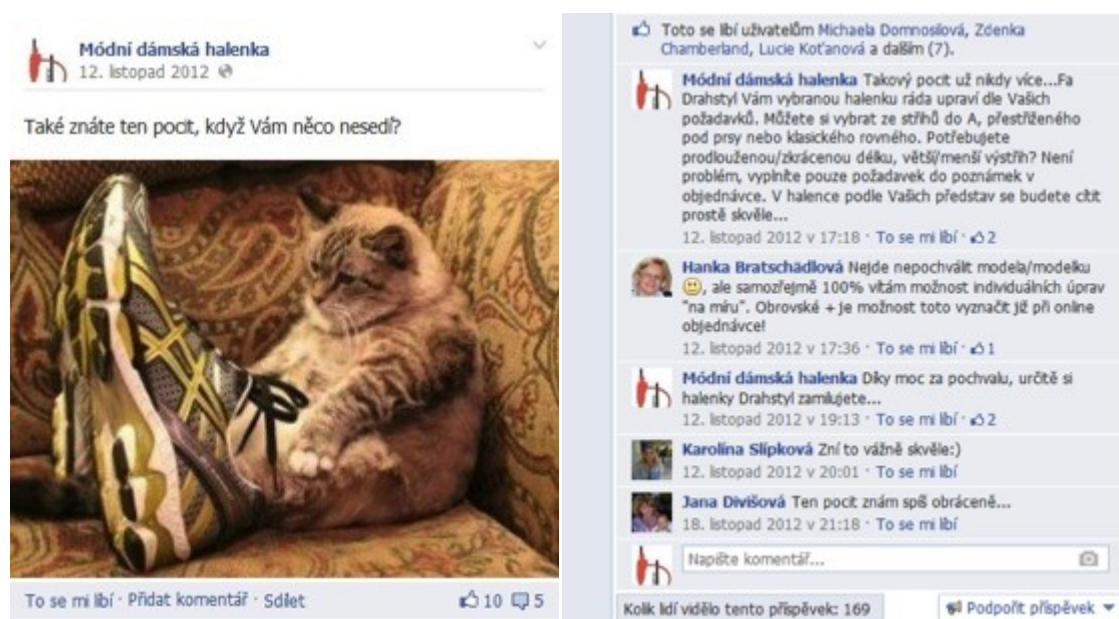 Módní dámská halenka
12. listopad 2012
Také znáte ten pocit, když Vám něco nesedí?
To se mi líbí · Přidat komentář · Sdílet
10 5
Toto se líbí uživatelům Michaela Domnosilová, Zdenka
Chamberland, Lucie Koťanová a dalším (7).
Módní dámská halenka Takový pocit už nikdy více...Fa
Drahstyl Vám vybranou halenku ráda upraví dle Vašich
požadavků. Můžete si vybrat ze střihů do A, přestřiženého
pod prsy nebo klasického rovného. Potřebujete
prodlouženou/zkrácenou délku, větší/menší výstřih? Není
problém, vyplníte pouze požadavek do poznámek v
objednávce. V halence podle Vašich představ se budete cítit
prostě skvěle...
12. listopad 2012 v 17:18 · To se mi líbí · 2
Hanka Bratschädlová Nejde nepochválit modela/modelku
, ale samozřejmě 100% vítám možnost individuálních úprav
"na míru". Obrovské + je možnost toto vyznačit již při online
objednávce!
12. listopad 2012 v 17:36 · To se mi líbí · 1
Módní dámská halenka Díky moc za pochvalu, určitě si
halenky Drahstyl zamilujete...
12. listopad 2012 v 19:13 · To se mi líbí · 2
Karolína Slípková Zní to vážně skvěle:)
12. listopad 2012 v 20:01 · To se mi líbí
Jana Divišová Ten pocit znám spíš obráceně...
18. listopad 2012 v 21:18 · To se mi líbí
Napište komentář...
Kolik lidí vidělo tento příspěvek: 169
Podpořit příspěvek